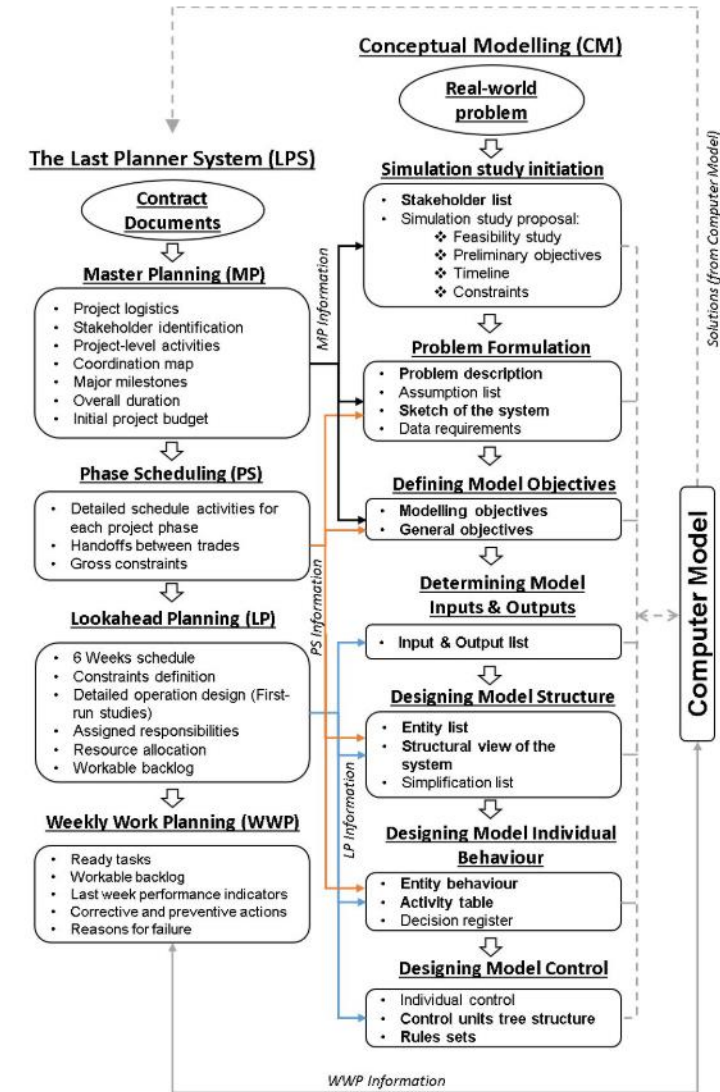 Conceptual Modelling (CM)
Real-world
problem
The Last Planner System (LPS)
Contract
Documents
Master Planning (MP)
• Project logistics
• Stakeholder identification
• Project-level activities
• Coordination map
• Major milestones
• Overall duration
• Initial project budget
Phase Scheduling (PS)
• Detailed schedule activities for
each project phase
• Handoffs between trades
• Gross constraints
Lookahead Planning (LP)
• 6 Weeks schedule
• Constraints definition
• Detailed operation design (First-
run studies)
• Assigned responsibilities
• Resource allocation
• Workable backlog
Weekly Work Planning (WWP)
• Ready tasks
• Workable backlog
• Last week performance indicators
• Corrective and preventive actions
• Reasons for failure
MP Information
PS Information
LP Information
Simulation study initiation
• Stakeholder list
• Simulation study proposal:
❖ Feasibility study
❖ Preliminary objectives
❖ Timeline
❖ Constraints
Problem Formulation
• Problem description
• Assumption list
• Sketch of the system
• Data requirements
Defining Model Objectives
• Modelling objectives
• General objectives
Determining Model
Inputs & Outputs
• Input & Output list
Designing Model Structure
• Entity list
• Structural view of the
system
• Simplification list
Designing Model Individual
Behaviour
• Entity behaviour
• Activity table
• Decision register
Designing Model Control
• Individual control
• Control units tree structure
• Rules sets
Solutions (from Computer Model)
Computer Model
WWP Information